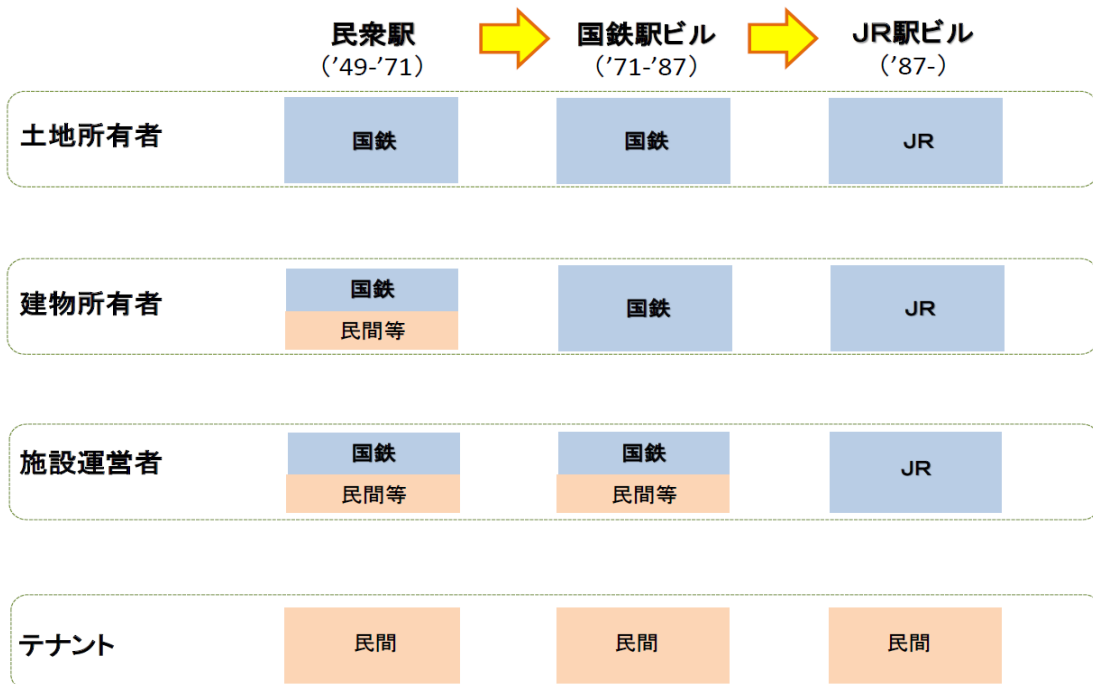 民衆駅 国鉄駅ビル JR駅ビル
('49-'71) ('71-'87) ('87-)
土地所有者 国鉄 国鉄 JR
建物所有者 国鉄 国鉄 JR
民間等
施設運営者 国鉄 国鉄 JR
民間等 民間等
テナント 民間 民間 民間